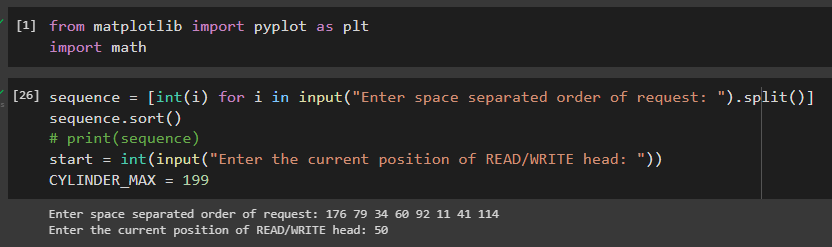 [1] from matplotlib import pyplot as plt
import math
[26] sequence = [int(i) for i in input("Enter space separated order of request: ").split()]
sequence.sort()
# print(sequence)
start = int(input("Enter the current position of READ/WRITE head: "))
CYLINDER_MAX = 199
Enter space separated order of request: 176 79 34 60 92 11 41 114
Enter the current position of READ/WRITE head: 50